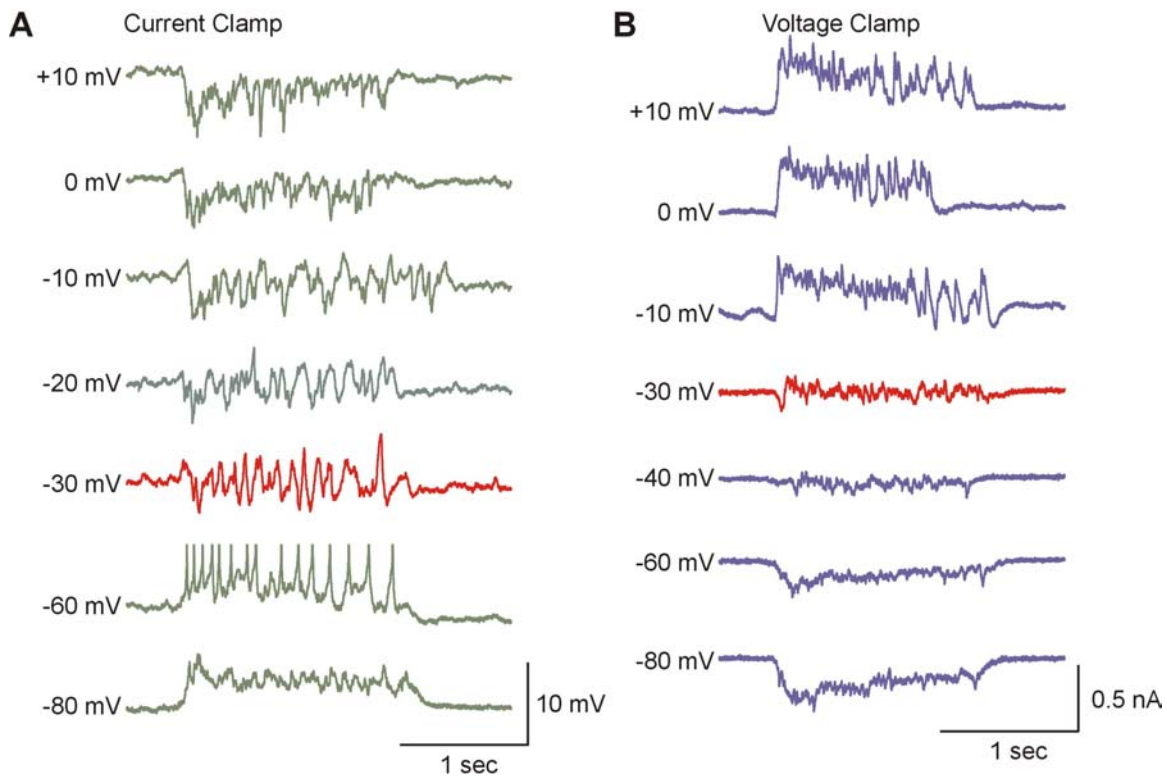 A Current Clamp
+10 mV
0 mV
-10 mV
-20 mV
-30 mV
-60 mV
-80 mV
10 mV
1 sec
B Voltage Clamp
+10 mV
0 mV
-10 mV
-30 mV
-40 mV
-60 mV
-80 mV
0.5 nA
1 sec